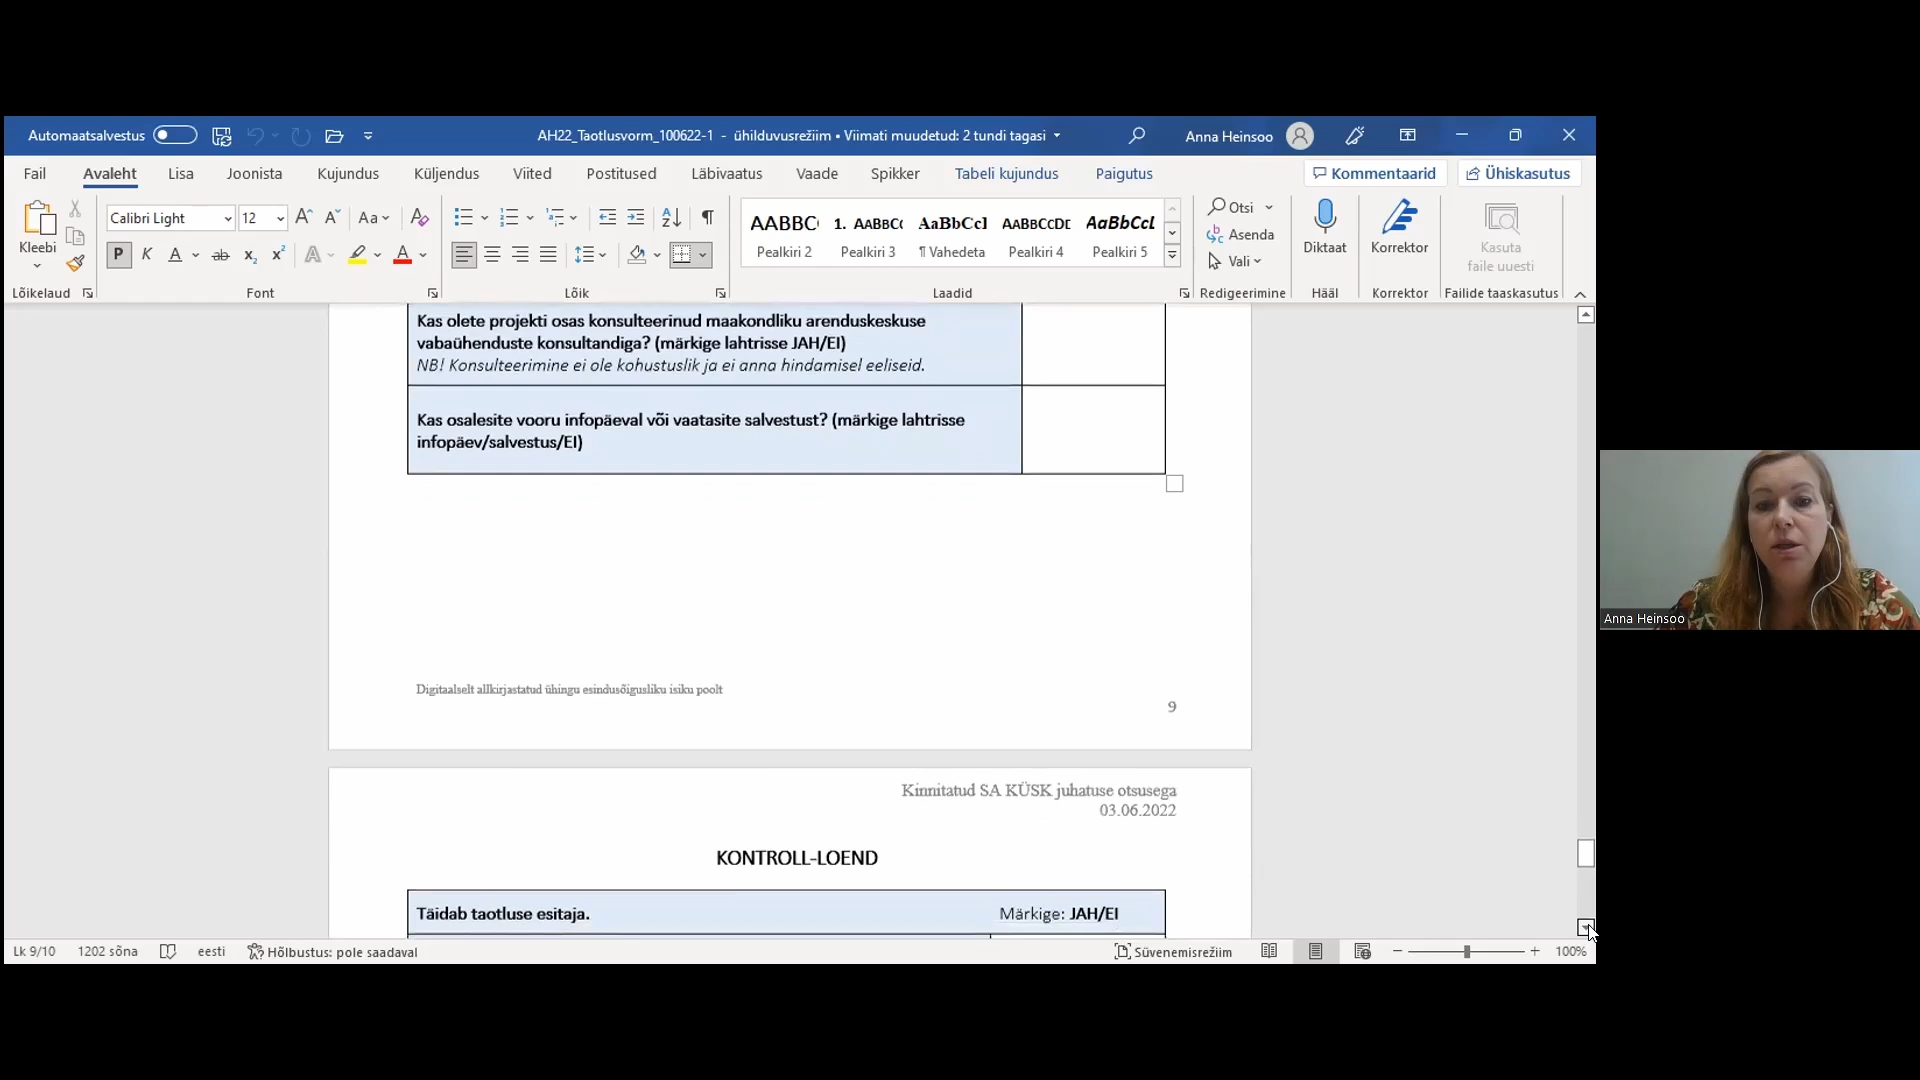 Automaatsalvestus
AH22_Taotlusvorm_100622-1 - ühilduvusrežiim • Viimati muudetud: 2 tundi tagasi
Anna Heinsoo
Fail Avaleht Lisa Joonista Kujundus Küljendus Viited Postitused Läbivaatus Vaade Spikker Tabeli kujundus Paigutus Kommentaarid Ühiskasutus
Calibri Light 12
Kleebi
AABBC 1. AABBC AaBbCcI AABBCCDD AaBbCcL
Pealkiri 2 Pealkiri 3 ¶ Vahedeta Pealkiri 4 Pealkiri 5
Otsi
Asenda
Vali
Diktaat
Korrektor
Kasuta
faile uuesti
Lõikelaud Font Lõik Laadid Redigeerimine Hääl Korrektor Failide taaskasutus
Kas olete projekti osas konsulteerinud maakondliku arenduskeskuse
vabaühenduste konsultandiga? (märkige lahtrisse JAH/EI)
NB! Konsulteerimine ei ole kohustuslik ja ei anna hindamisel eeliseid.
Kas osalesite vooru infopäeval või vaatasite salvestust? (märkige lahtrisse
infopäev/salvestus/EI)
Digitaalselt allkirjastatud ühingu esindusõigusliku isiku poolt
9
Kinnitatud SA KÜSK juhatuse otsusega
03.06.2022
KONTROLL-LOEND
Täidab taotluse esitaja. Märkige: JAH/EI
Lk 9/10 1202 sõna eesti Hõlbustus: pole saadaval Süvenemisrežiim 100%
Anna Heinsoo